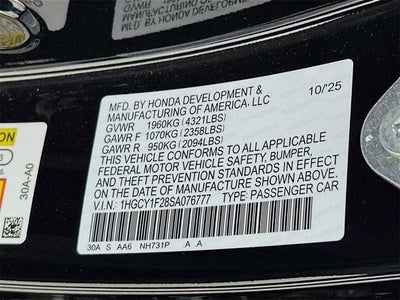 MFD. BY HONDA DEVELOPMENT & 10/'25
MANUFACTURING OF AMERICA, LLC
GVWR 1960KG (4321LBS)
GAWR F 1070KG (2358LBS)
GAWR R 950KG (2094LBS)
THIS VEHICLE CONFORMS TO ALL APPLICABLE
FEDERAL MOTOR VEHICLE SAFETY, BUMPER,
AND THEFT PREVENTION STANDARDS IN EFFECT
ON THE DATE OF MANUFACTURE SHOWN ABOVE.
V.I.N.: 1HGCY1F28SA076777 TYPE: PASSENGER CAR
30A S AA6 NH731P A A
30A-A0